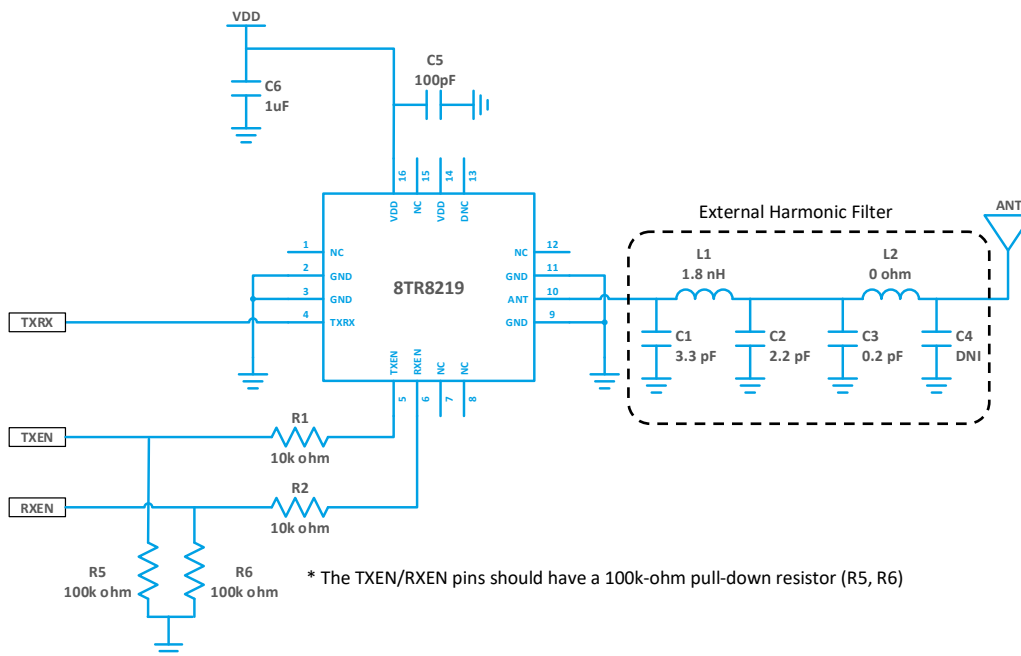 VDD
C5
100pF
C6
1uF
16
15
14
13
VDD
NC
VDD
DNC
External Harmonic Filter
ANT
1
NC
NC
12
L1
L2
1.8 nH
0 ohm
2
GND
GND
11
8TR8219
3
GND
ANT
10
TXRX
4
TXRX
GND
9
C1
3.3 pF
C2
2.2 pF
C3
0.2 pF
C4
DNI
TXEN
RXEN
NC
NC
5
6
7
8
TXEN
R1
10k ohm
RXEN
R2
10k ohm
R5
100k ohm
R6
100k ohm
* The TXEN/RXEN pins should have a 100k-ohm pull-down resistor (R5, R6)